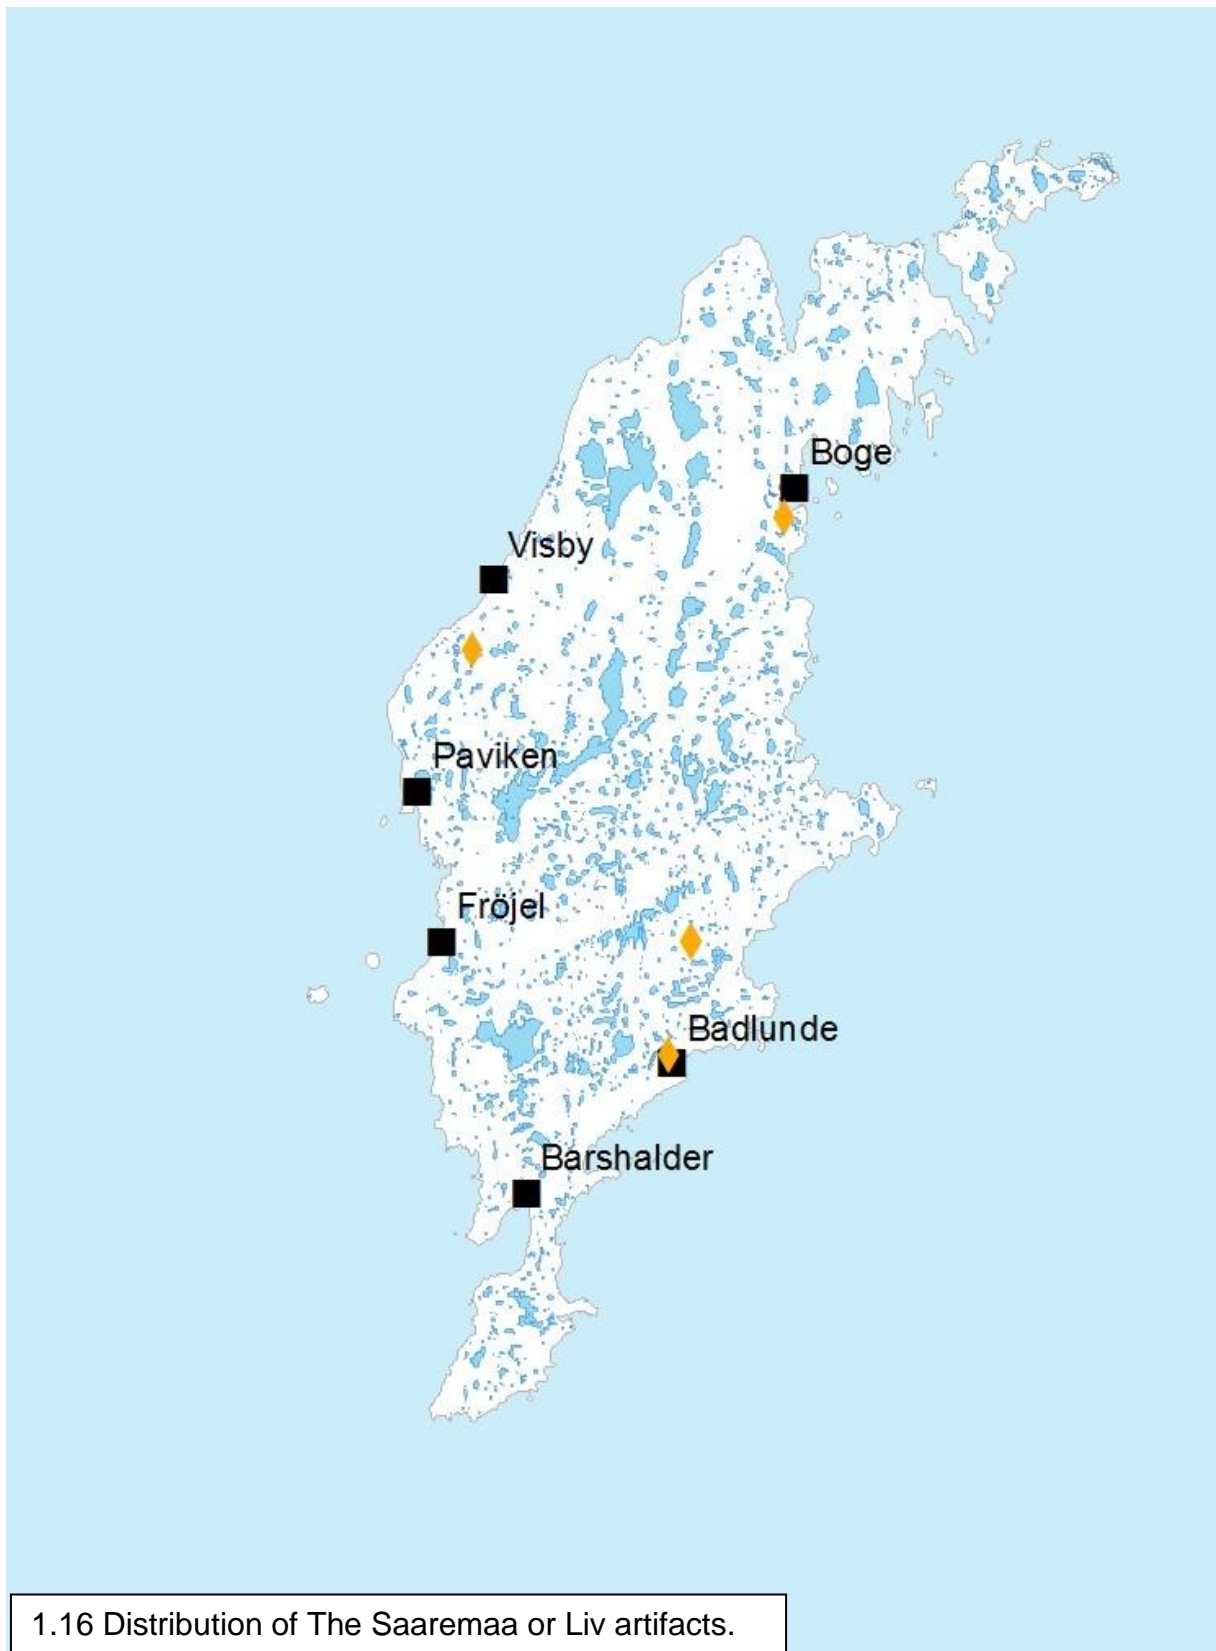 Boge
Visby
Paviken
Fröjel
Badlunde
Barshalder
1.16 Distribution of The Saaremaa or Liv artifacts.